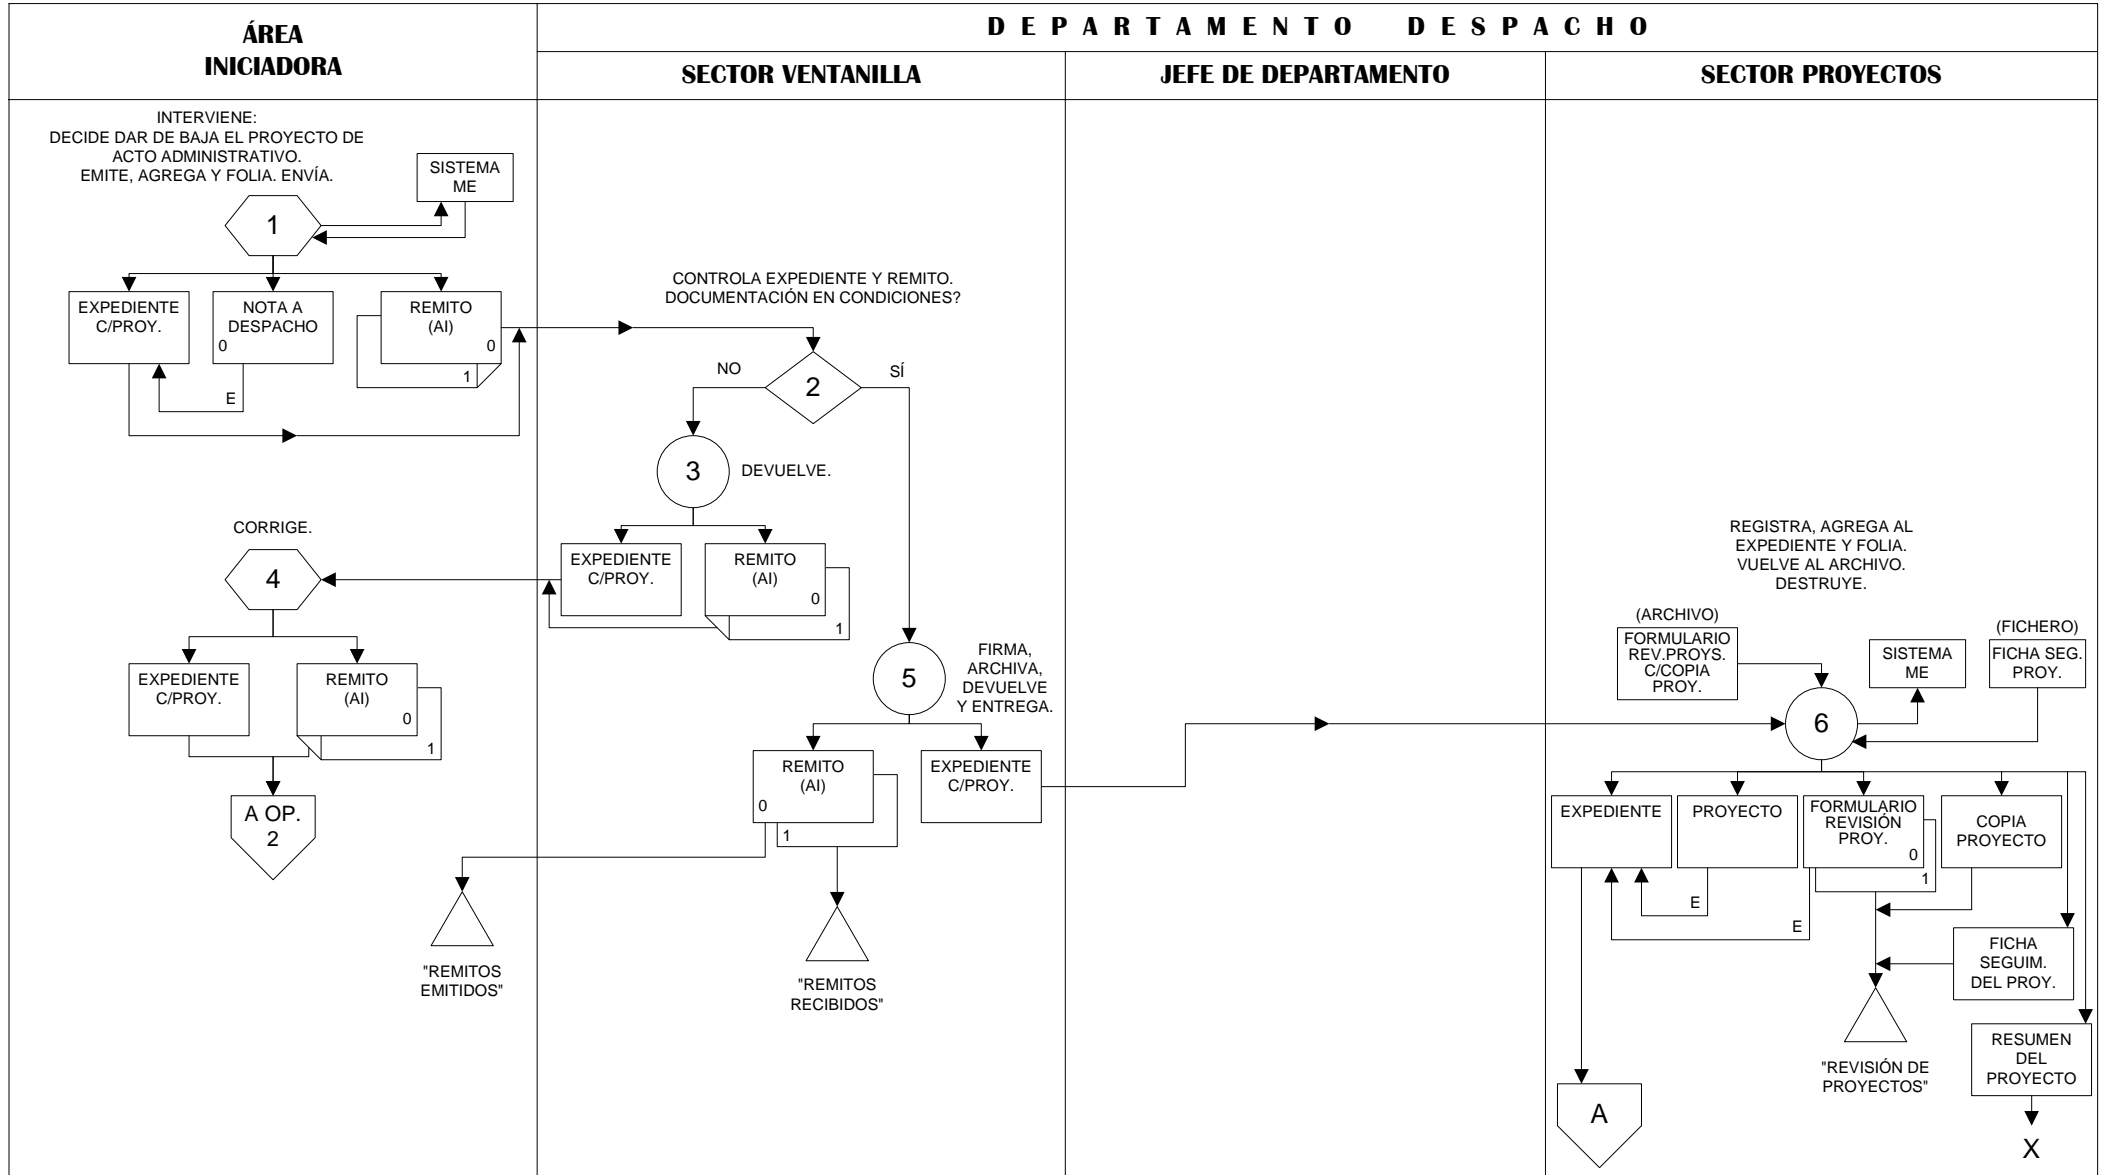 ÁREA
INICIADORA
DEPARTAMENTO DESPACHO
SECTOR VENTANILLA
JEFE DE DEPARTAMENTO
SECTOR PROYECTOS
INTERVIENE:
DECIDE DAR DE BAJA EL PROYECTO DE
ACTO ADMINISTRATIVO.
EMITE, AGREGA Y FOLIA. ENVÍA.
SISTEMA
ME
1
EXPEDIENTE
C/PROY.
NOTA A
DESPACHO
0
E
REMITO
(AI)
0
1
CONTROLA EXPEDIENTE Y REMITO.
DOCUMENTACIÓN EN CONDICIONES?
NO
2
SÍ
3
DEVUELVE.
EXPEDIENTE
C/PROY.
REMITO
(AI)
0
1
CORRIGE.
4
EXPEDIENTE
C/PROY.
REMITO
(AI)
0
1
A OP.
2
5
FIRMA,
ARCHIVA,
DEVUELVE
Y ENTREGA.
REMITO
(AI)
0
1
EXPEDIENTE
C/PROY.
"REMITOS
EMITIDOS"
"REMITOS
RECIBIDOS"
REGISTRA, AGREGA AL
EXPEDIENTE Y FOLIA.
VUELVE AL ARCHIVO.
DESTRUYE.
(ARCHIVO)
FORMULARIO
REV.PROYS.
C/COPIA
PROY.
SISTEMA
ME
(FICHERO)
FICHA SEG.
PROY.
6
EXPEDIENTE
PROYECTO
E
FORMULARIO
REVISIÓN
PROY.
0
1
E
COPIA
PROYECTO
FICHA
SEGUIM.
DEL PROY.
"REVISIÓN DE
PROYECTOS"
RESUMEN
DEL
PROYECTO
X
A